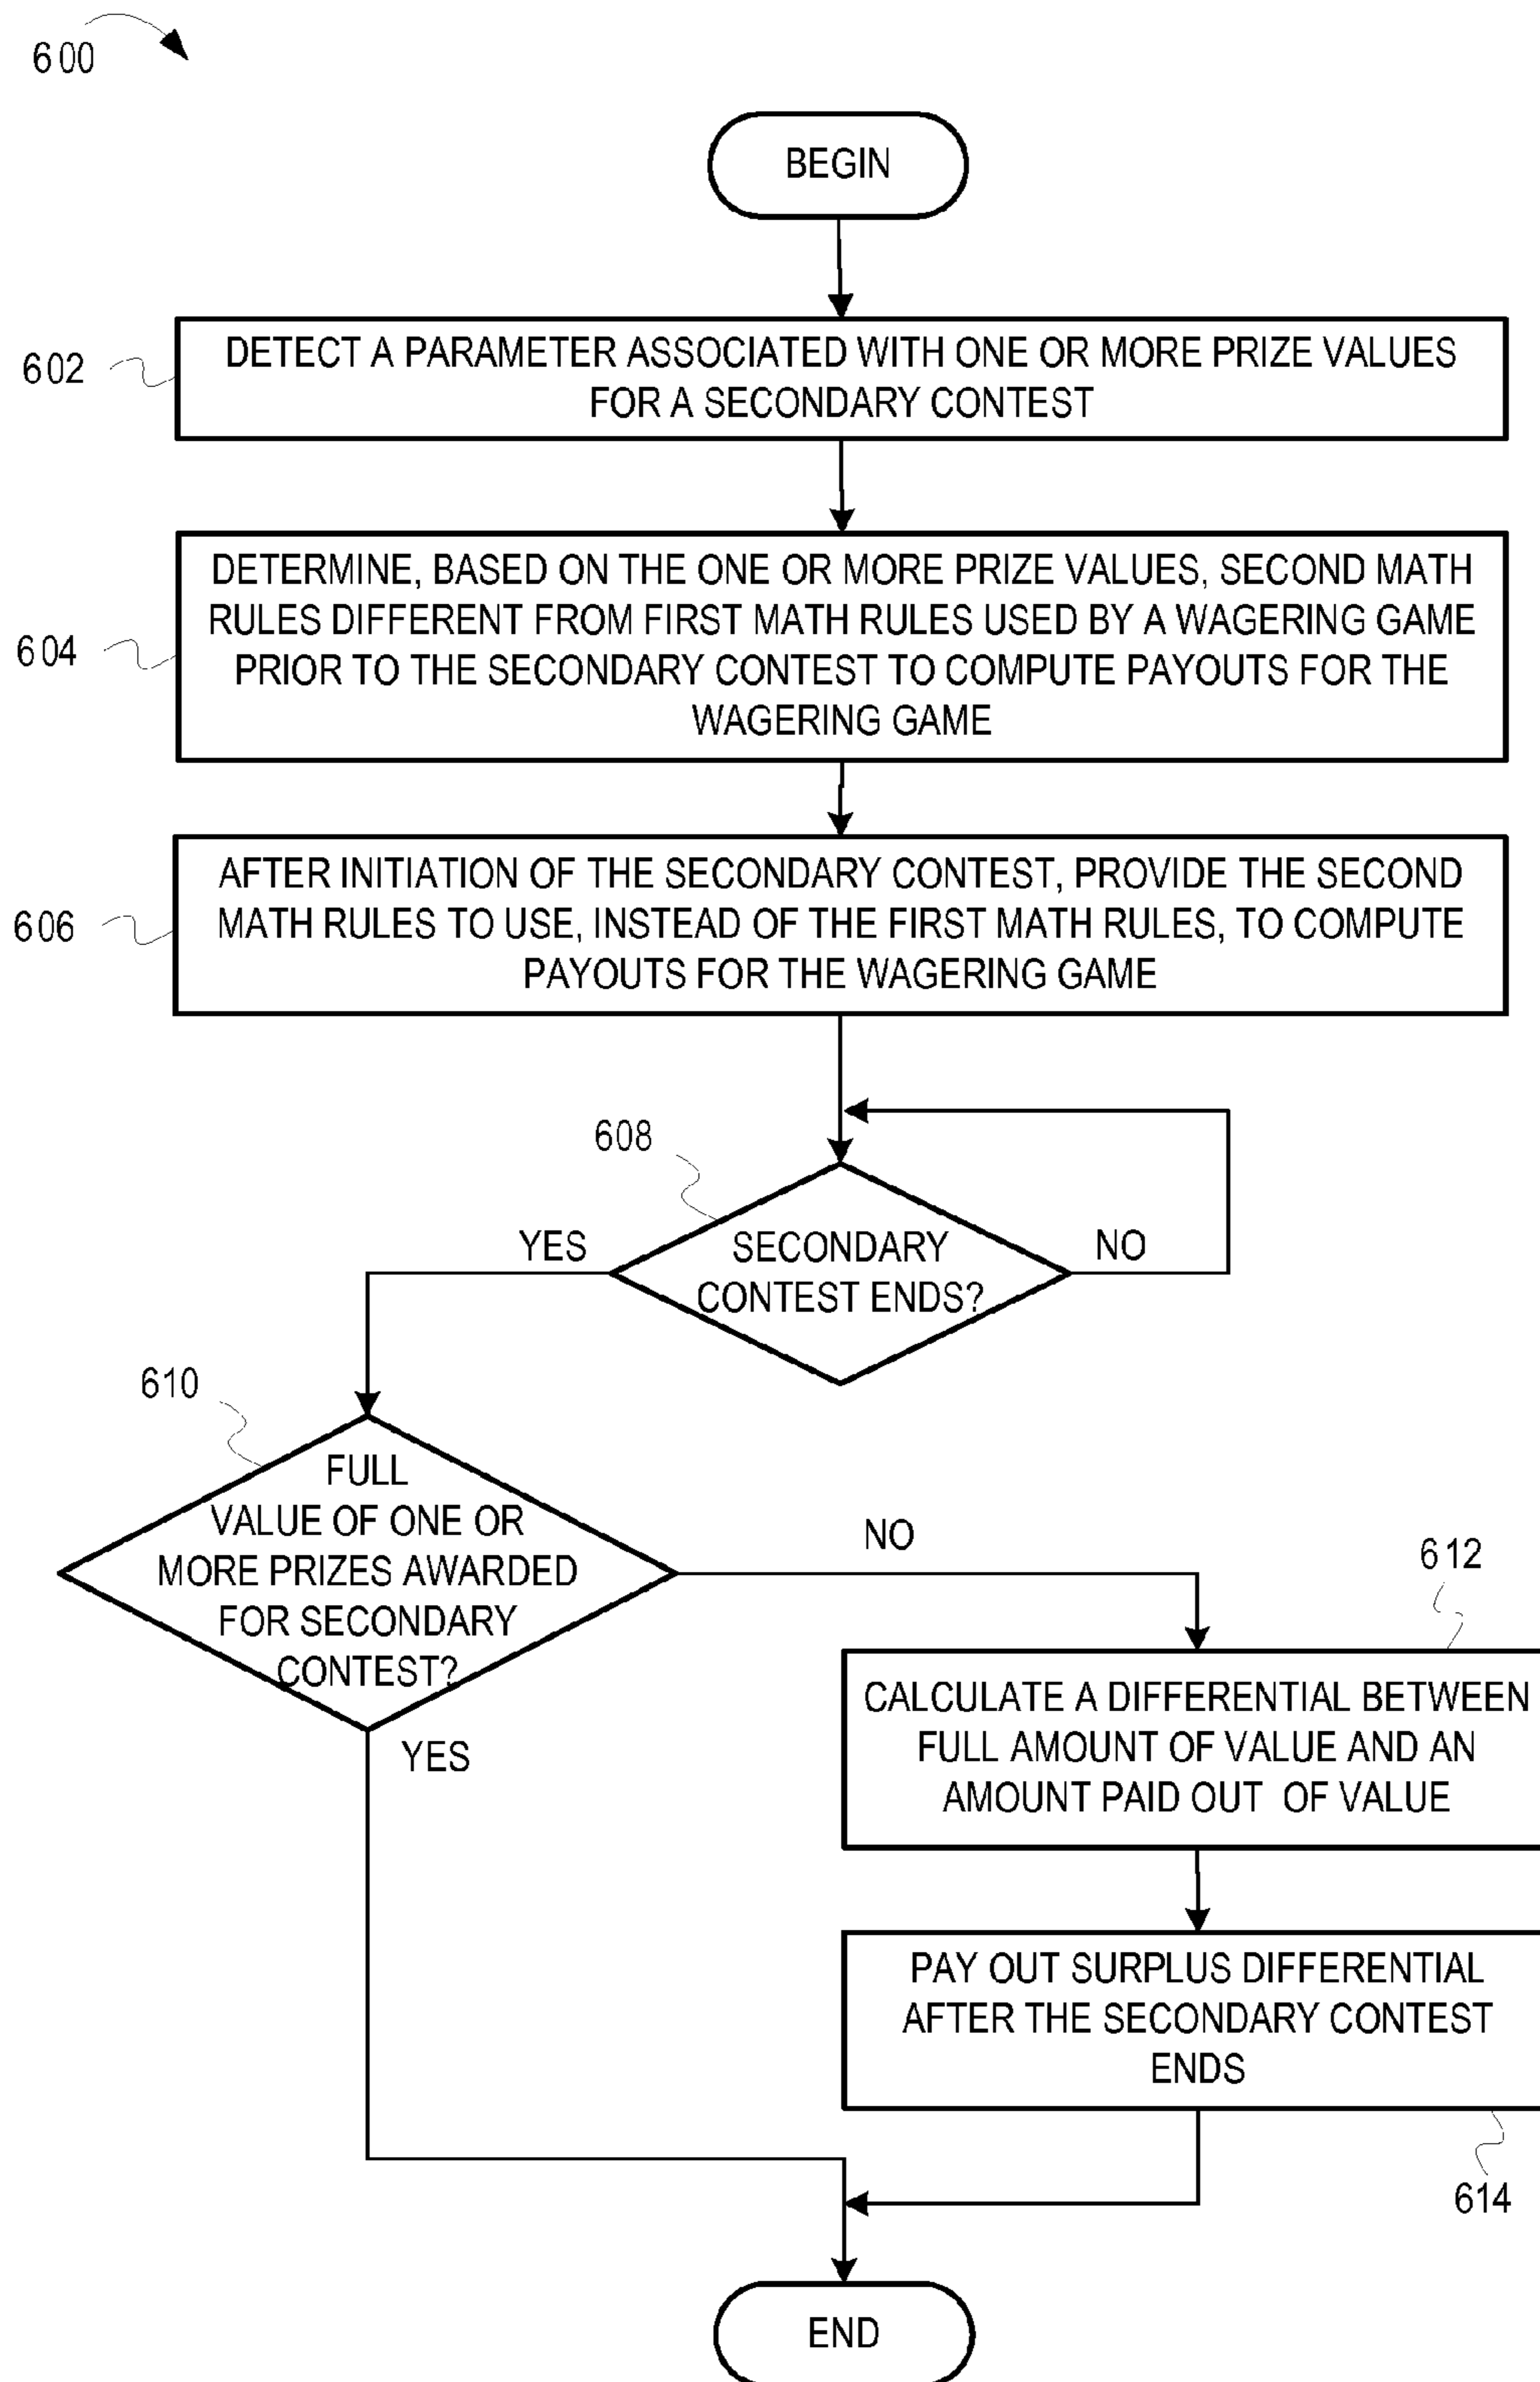 600
BEGIN
602
DETECT A PARAMETER ASSOCIATED WITH ONE OR MORE PRIZE VALUES
FOR A SECONDARY CONTEST
604
DETERMINE, BASED ON THE ONE OR MORE PRIZE VALUES, SECOND MATH
RULES DIFFERENT FROM FIRST MATH RULES USED BY A WAGERING GAME
PRIOR TO THE SECONDARY CONTEST TO COMPUTE PAYOUTS FOR THE
WAGERING GAME
606
AFTER INITIATION OF THE SECONDARY CONTEST, PROVIDE THE SECOND
MATH RULES TO USE, INSTEAD OF THE FIRST MATH RULES, TO COMPUTE
PAYOUTS FOR THE WAGERING GAME
608
YES
SECONDARY
CONTEST ENDS?
NO
610
FULL
VALUE OF ONE OR
MORE PRIZES AWARDED
FOR SECONDARY
CONTEST?
NO
YES
612
CALCULATE A DIFFERENTIAL BETWEEN
FULL AMOUNT OF VALUE AND AN
AMOUNT PAID OUT OF VALUE
PAY OUT SURPLUS DIFFERENTIAL
AFTER THE SECONDARY CONTEST
ENDS
614
END